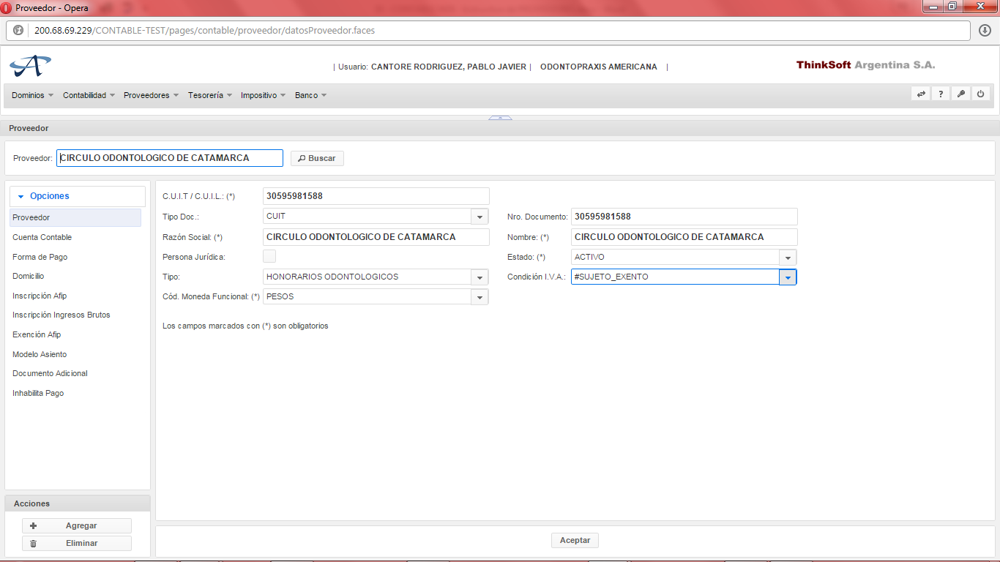 Proveedor - Opera
200.68.69.229/CONTABLE-TEST/pages/contable/proveedor/datosProveedor.faces
| Usuario: CANTORE RODRIGUEZ, PABLO JAVIER | ODONTOPRAXIS AMERICANA |
ThinkSoft Argentina S.A.
Dominios Contabilidad Proveedores Tesorería Impositivo Banco
?
Proveedor
Proveedor: CIRCULO ODONTOLOGICO DE CATAMARCA Buscar
Opciones
Proveedor
Cuenta Contable
Forma de Pago
Domicilio
Inscripción Afip
Inscripción Ingresos Brutos
Exención Afip
Modelo Asiento
Documento Adicional
Inhabilita Pago
Acciones
Agregar
Eliminar
C.U.I.T / C.U.I.L.: (*) 30595981588
Tipo Doc.: CUIT Nro. Documento: 30595981588
Razón Social: (*) CIRCULO ODONTOLOGICO DE CATAMARCA Nombre: (*) CIRCULO ODONTOLOGICO DE CATAMARCA
Persona Jurídica: Estado: (*) ACTIVO
Tipo: HONORARIOS ODONTOLOGICOS Condición I.V.A.: #SUJETO_EXENTO
Cód. Moneda Funcional: (*) PESOS
Los campos marcados con (*) son obligatorios
Aceptar